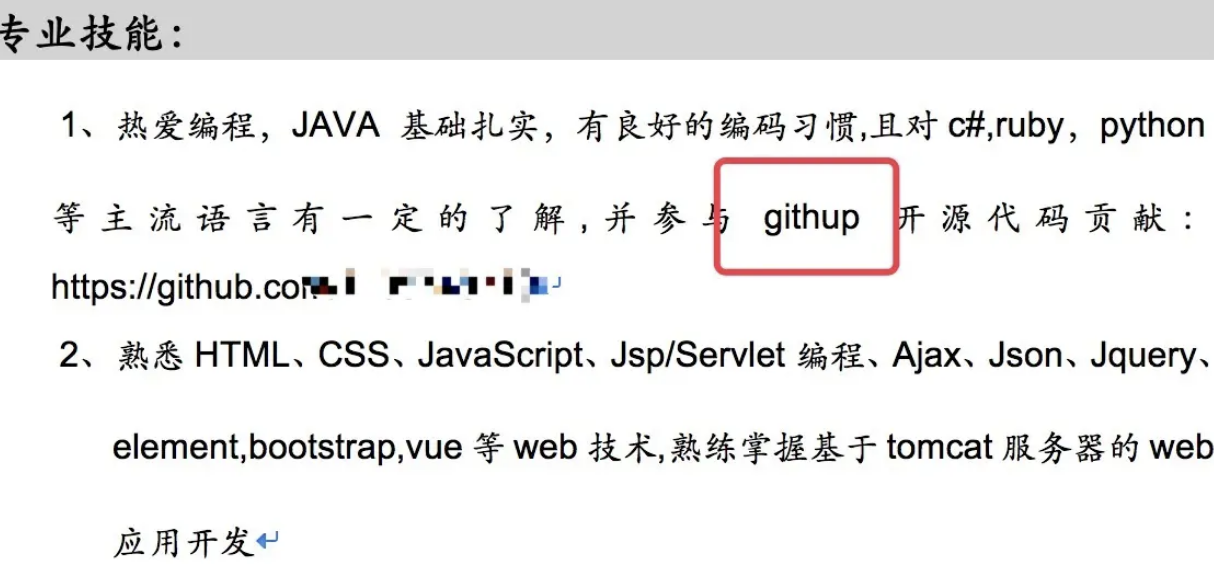 专业技能：
1、热爱编程，JAVA 基础扎实，有良好的编码习惯,且对 c#,ruby，python
等主流语言有一定的了解,并参与 githup 开源代码贡献：
https://github.co
2、熟悉 HTML、CSS、JavaScript、Jsp/Servlet 编程、Ajax、Json、Jquery、
element,bootstrap,vue 等 web 技术,熟练掌握基于 tomcat 服务器的 web
应用开发